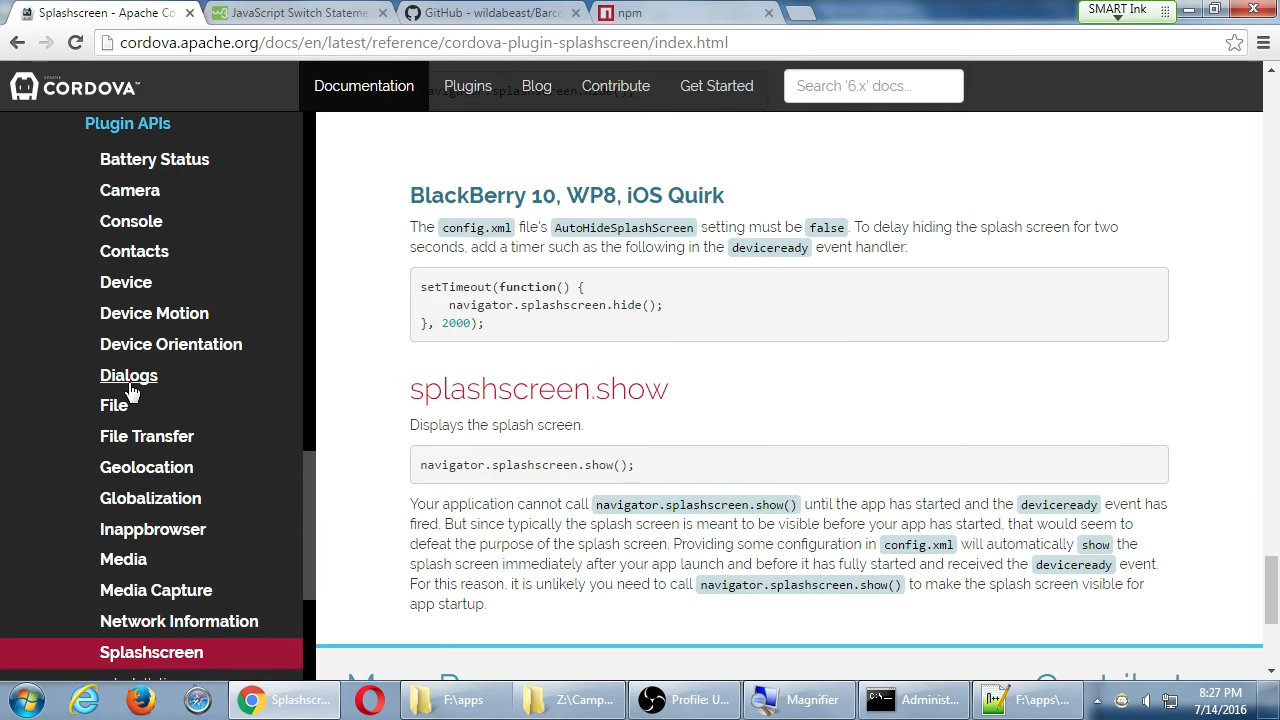 Splashscreen - Apache Co
JavaScript Switch Stateme
GitHub - wildabeast/Barc
npm
SMART Ink
cordova.apache.org/docs/en/latest/reference/cordova-plugin-splashscreen/index.html
APACHE
CORDOVA™
Documentation
Plugins
Blog
Contribute
Get Started
Search '6.x' docs...
navigator.splashscreen.hide();
Plugin APIs
Battery Status
Camera
Console
Contacts
Device
Device Motion
Device Orientation
Dialogs
File
File Transfer
Geolocation
Globalization
Inappbrowser
Media
Media Capture
Network Information
Splashscreen
BlackBerry 10, WP8, iOS Quirk
The config.xml file's AutoHideSplashScreen setting must be false. To delay hiding the splash screen for two
seconds, add a timer such as the following in the deviceready event handler:
setTimeout(function() {
navigator.splashscreen.hide();
}, 2000);
splashscreen.show
Displays the splash screen.
navigator.splashscreen.show();
Your application cannot call navigator.splashscreen.show() until the app has started and the deviceready event has
fired. But since typically the splash screen is meant to be visible before your app has started, that would seem to
defeat the purpose of the splash screen. Providing some configuration in config.xml will automatically show the
splash screen immediately after your app launch and before it has fully started and received the deviceready event.
For this reason, it is unlikely you need to call navigator.splashscreen.show() to make the splash screen visible for
app startup.
Splashscr...
F:\apps
Z:\Camp...
Profile: U...
Magnifier
Administ...
F:\apps\...
8:27 PM
7/14/2016